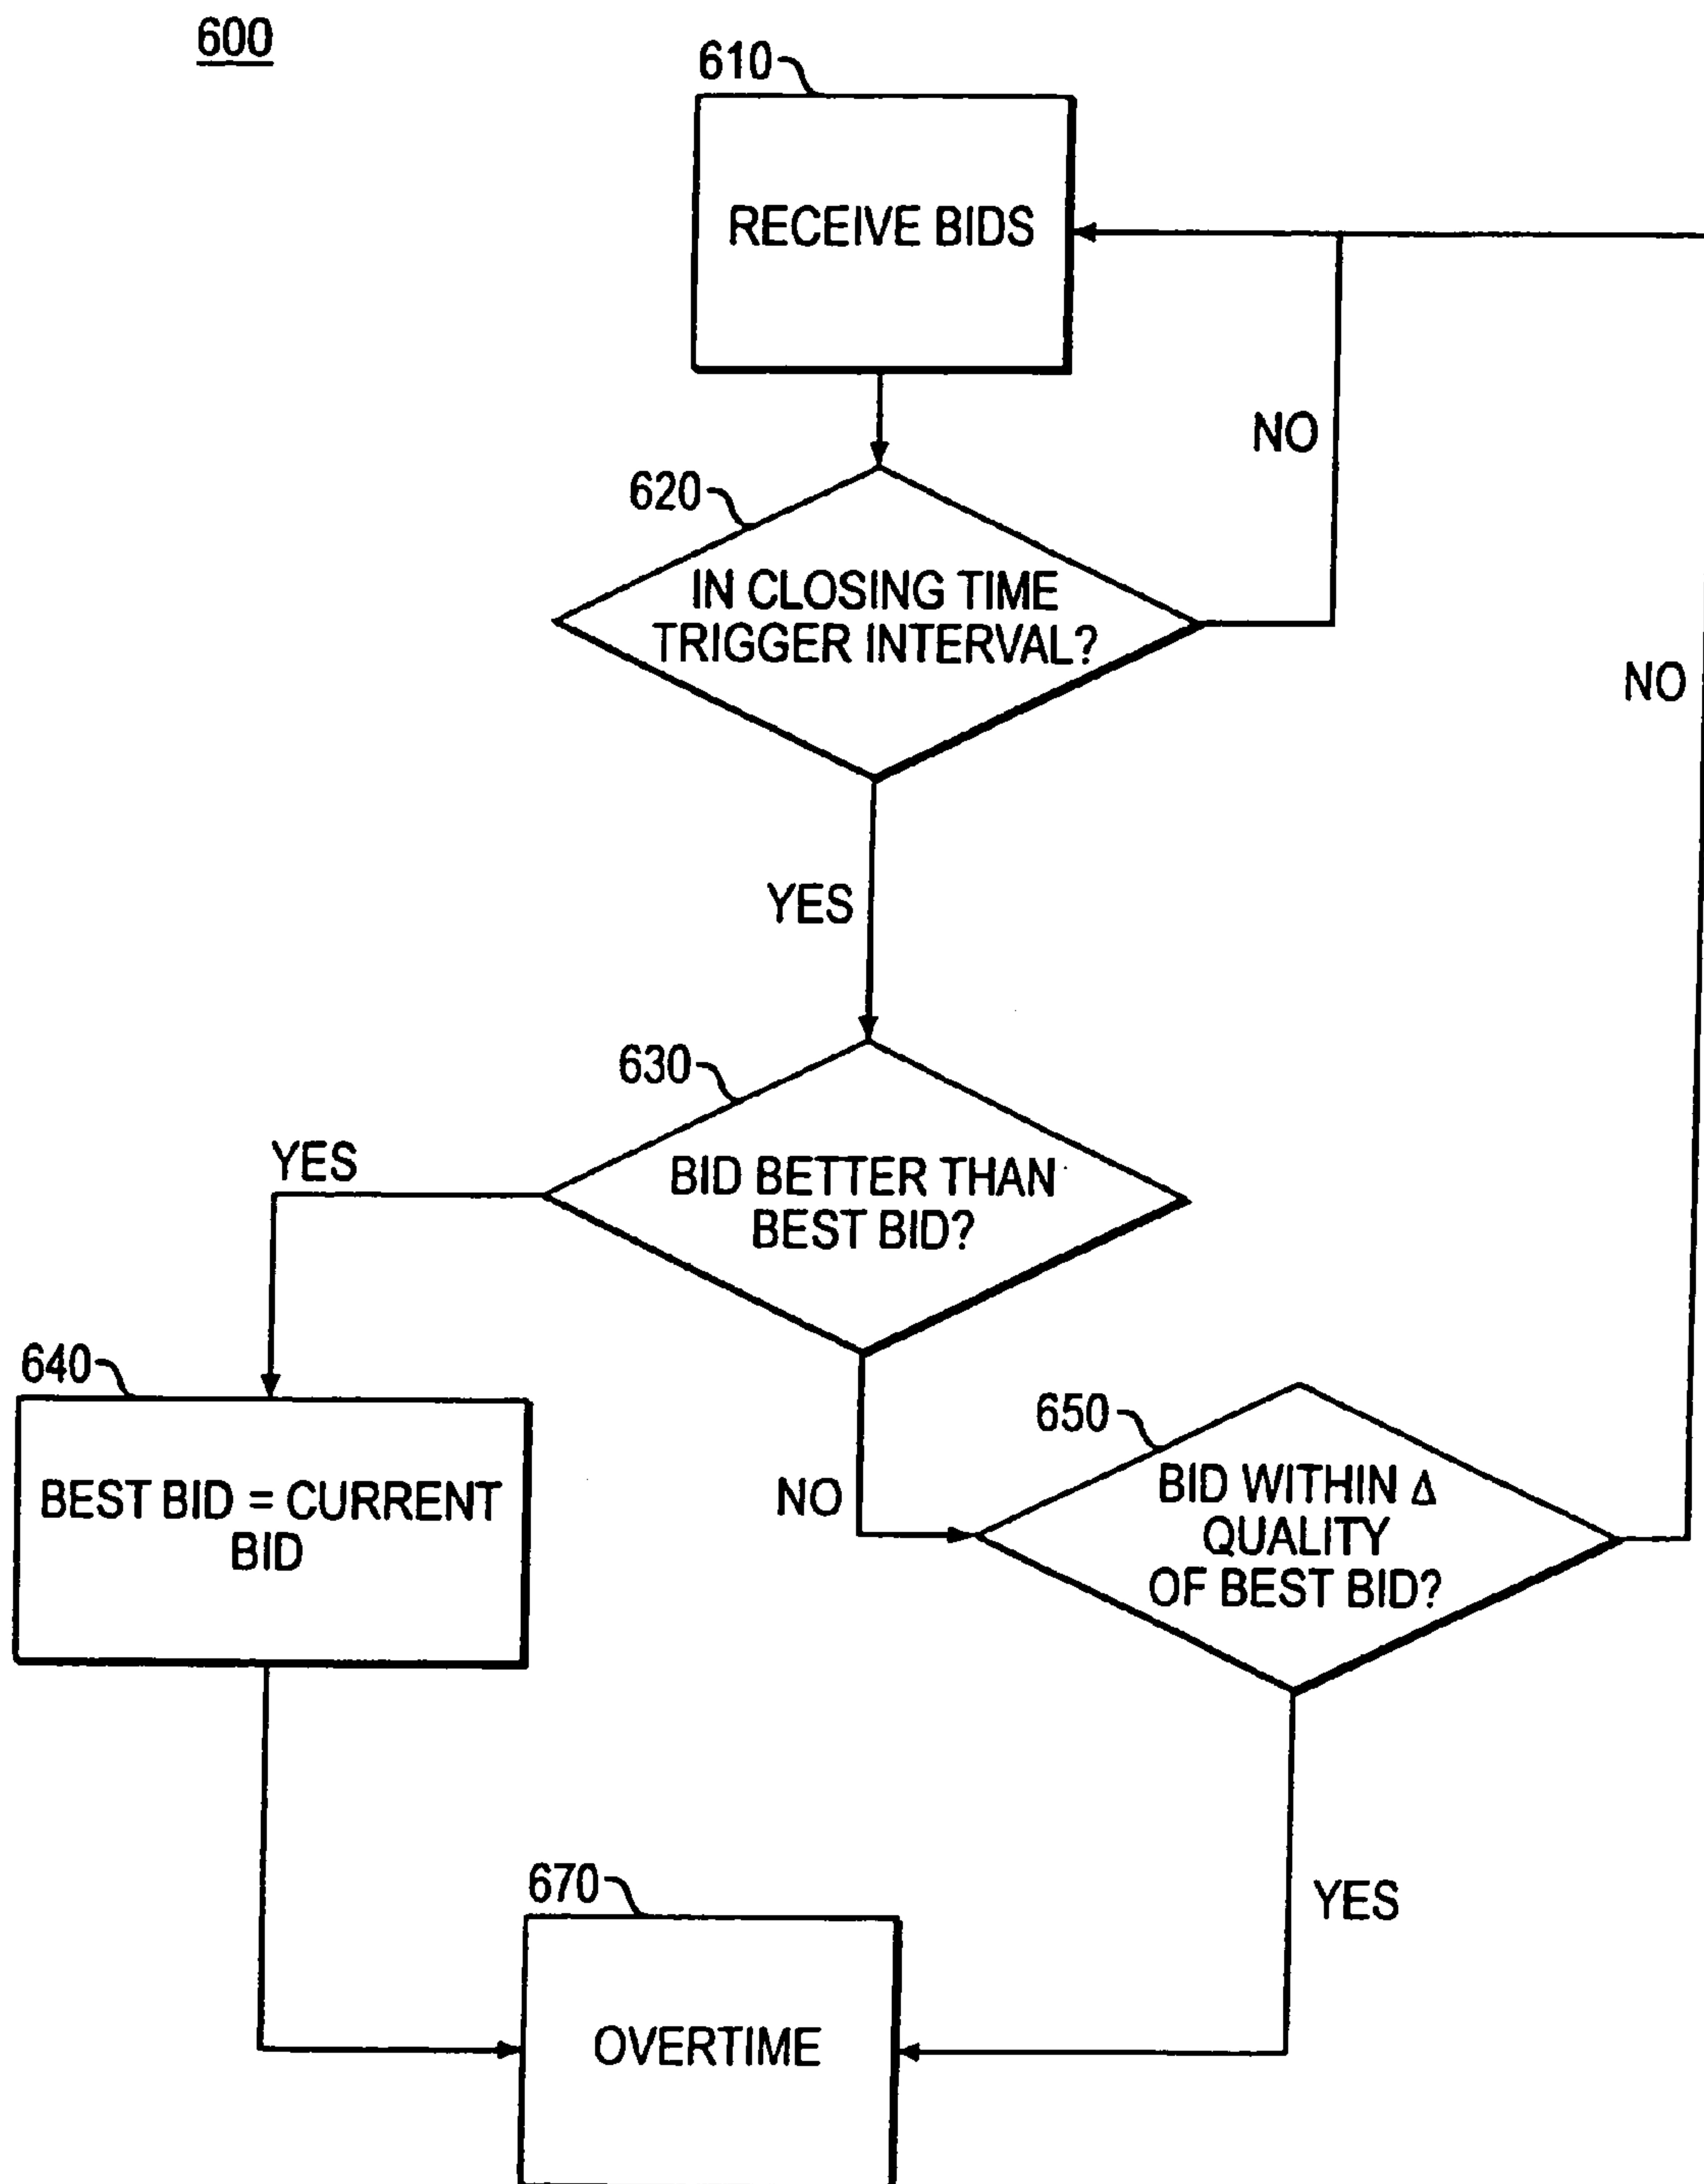 600
610
RECEIVE BIDS
NO
620
IN CLOSING TIME
TRIGGER INTERVAL?
NO
YES
630
BID BETTER THAN
BEST BID?
YES
640
BEST BID = CURRENT
BID
650
BID WITHIN Δ
QUALITY
OF BEST BID?
NO
YES
670
OVERTIME